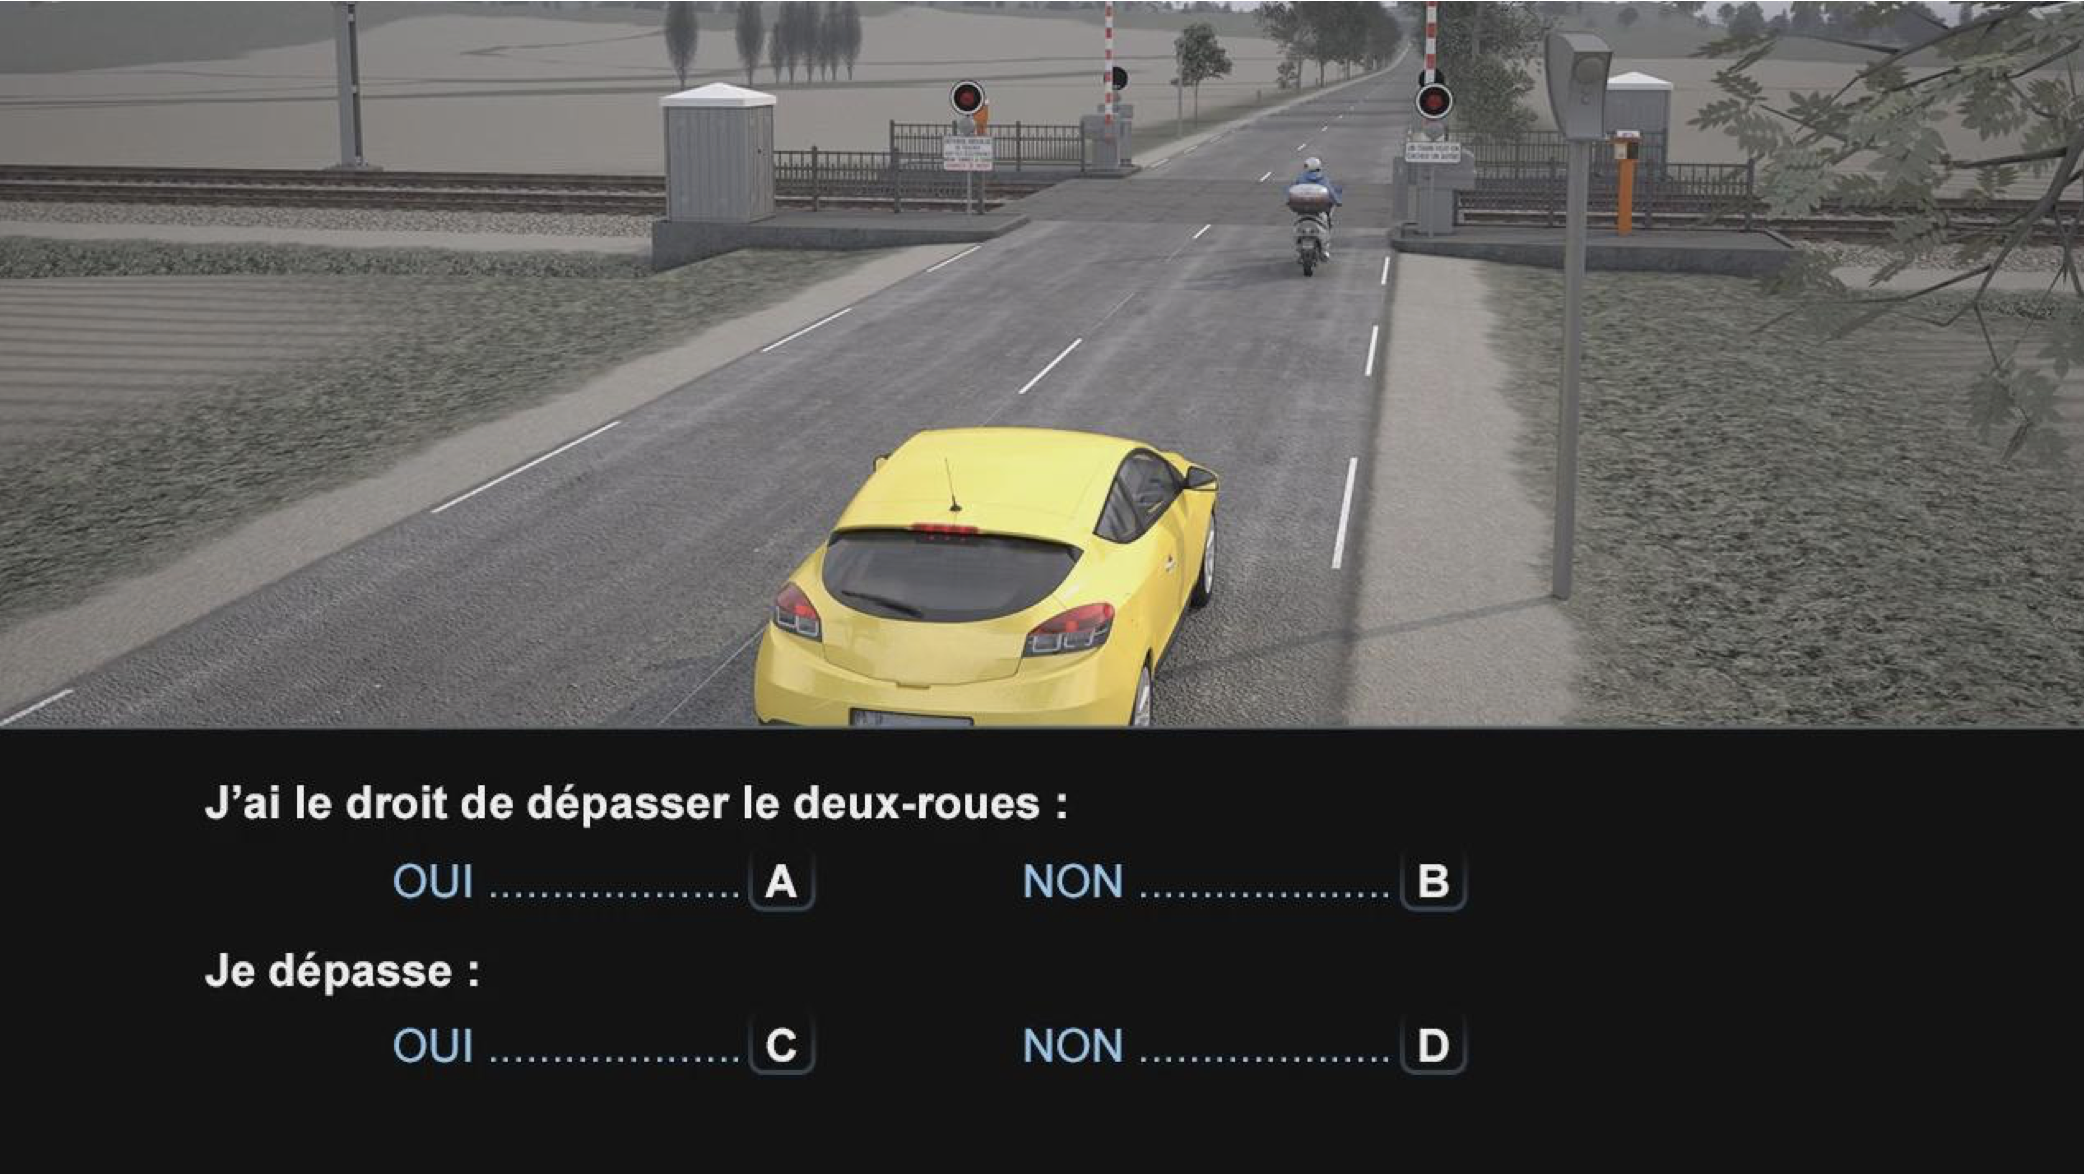 J’ai le droit de dépasser le deux-roues :
OUI .................... A NON .................... B
Je dépasse :
OUI .................... C NON .................... D